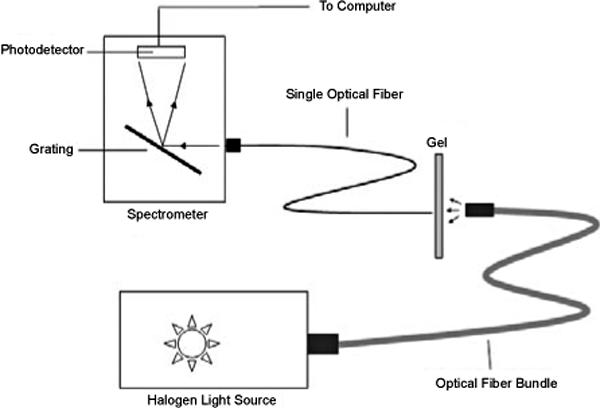 To Computer
Photodetector
Single Optical Fiber
Gel
Grating
Spectrometer
Optical Fiber Bundle
Halogen Light Source